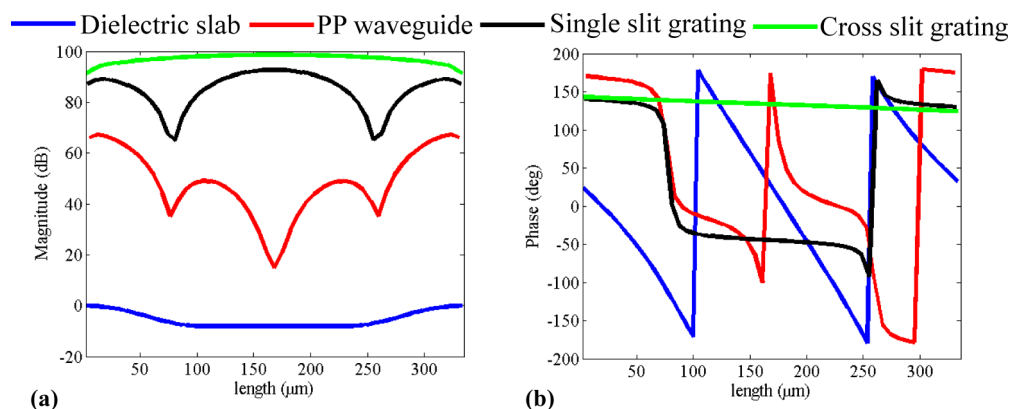 Dielectric slab PP waveguide Single slit grating Cross slit grating
100
80
60
40
20
0
-20
Magnitude (dB)
50 100 150 200 250 300
length (μm)
(a)
200
150
100
50
0
-50
-100
-150
-200
Phase (deg)
50 100 150 200 250 300
length (μm)
(b)